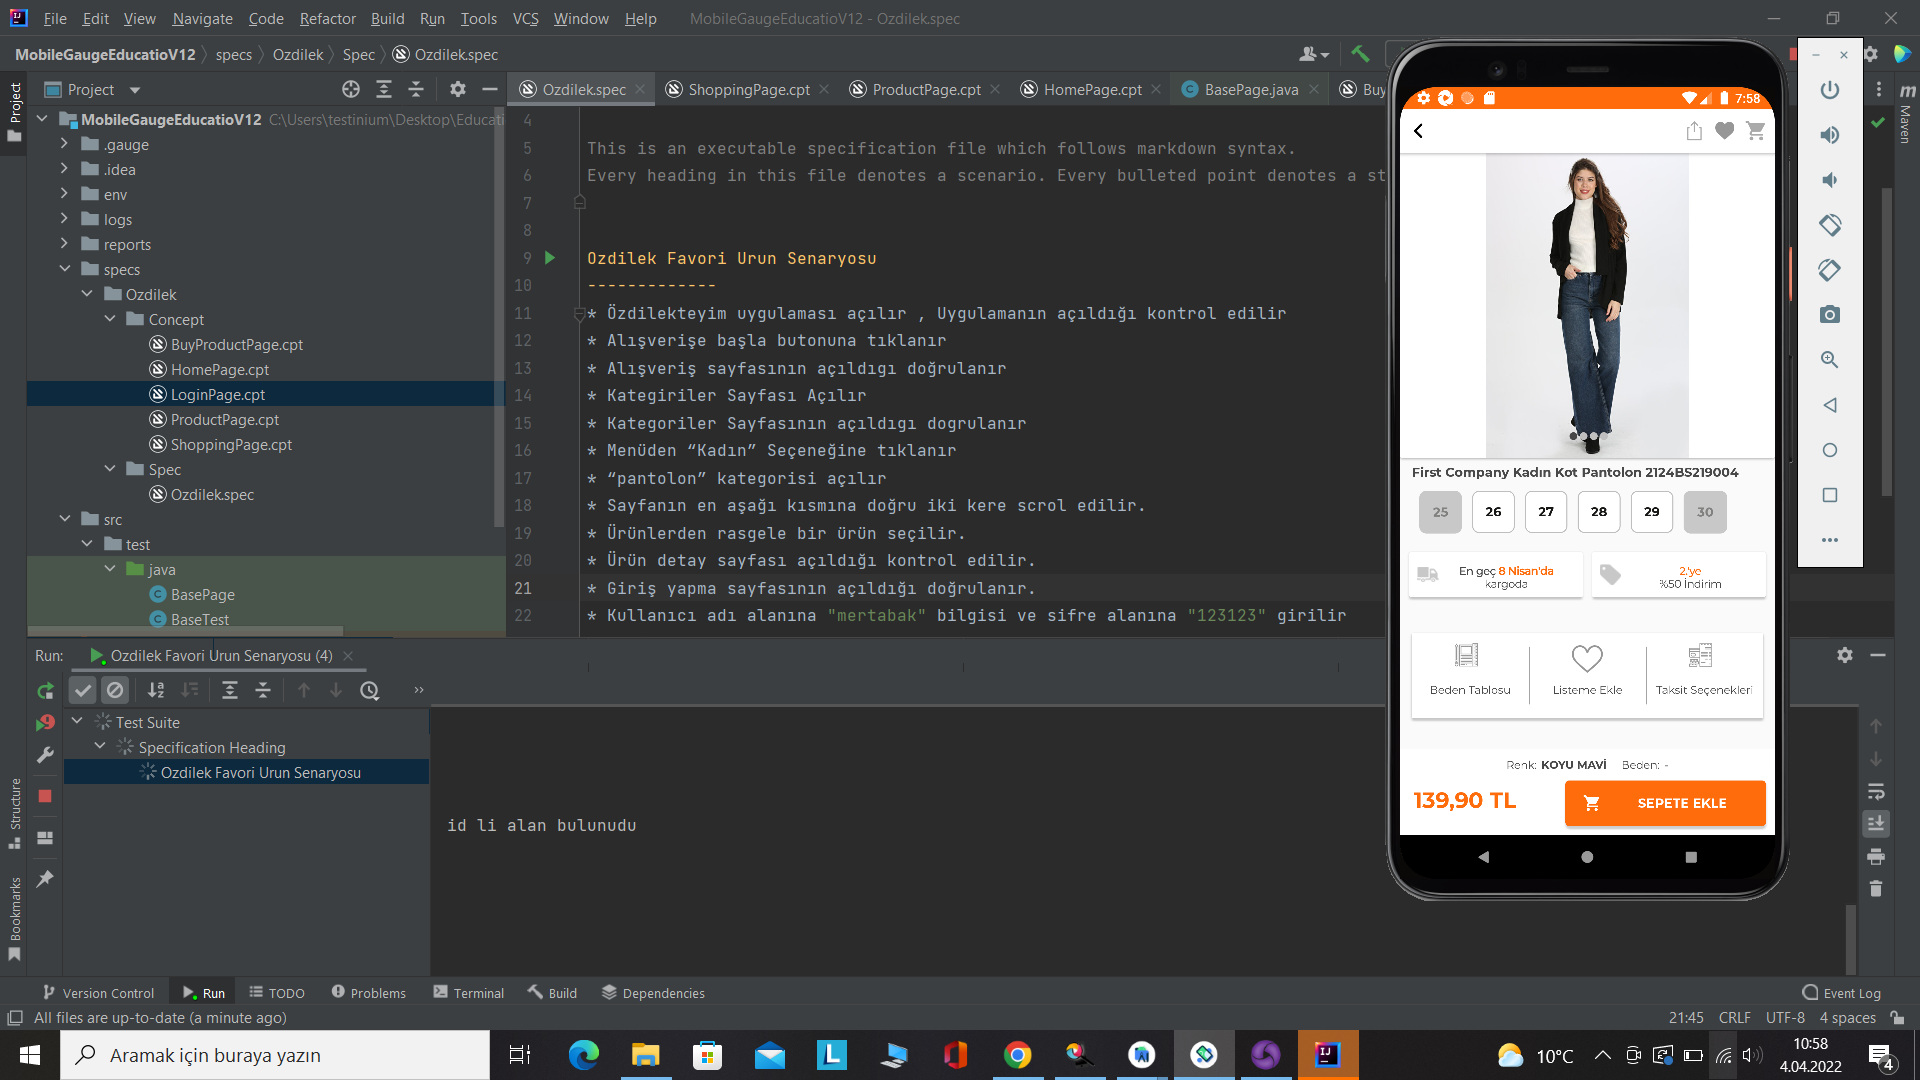 File Edit View Navigate Code Refactor Build Run Tools VCS Window Help MobileGaugeEducatioV12 - Ozdilek.spec
MobileGaugeEducatioV12 specs Ozdilek Spec Ozdilek.spec
Project
Ozdilek.spec ShoppingPage.cpt ProductPage.cpt HomePage.cpt BasePage.java Buy
Project
Maven
MobileGaugeEducatioV12 C:\Users\testinium\Desktop\Educati
.gauge
.idea
env
logs
reports
specs
Ozdilek
Concept
BuyProductPage.cpt
HomePage.cpt
LoginPage.cpt
ProductPage.cpt
ShoppingPage.cpt
Spec
Ozdilek.spec
src
test
java
BasePage
BaseTest
4
5 This is an executable specification file which follows markdown syntax.
6 Every heading in this file denotes a scenario. Every bulleted point denotes a st
7
8
9 Ozdilek Favori Urun Senaryosu
10 -------------
11 * Özdilekteyim uygulaması açılır , Uygulamanın açıldığı kontrol edilir
12 * Alışverişe başla butonuna tıklanır
13 * Alışveriş sayfasının açıldıgı doğrulanır
14 * Kategiriler Sayfası Açılır
15 * Kategoriler Sayfasının açıldıgı dogrulanır
16 * Menüden “Kadın” Seçeneğine tıklanır
17 * “pantolon” kategorisi açılır
18 * Sayfanın en aşağı kısmına doğru iki kere scrol edilir.
19 * Ürünlerden rasgele bir ürün seçilir.
20 * Ürün detay sayfası açıldığı kontrol edilir.
21 * Giriş yapma sayfasının açıldığı doğrulanır.
22 * Kullanıcı adı alanına "mertabak" bilgisi ve sifre alanına "123123" girilir
7:58
First Company Kadın Kot Pantolon 2124BS219004
25 26 27 28 29 30
En geç 8 Nisan'da
kargoda
2.'ye
%50 İndirim
Beden Tablosu Listeme Ekle Taksit Seçenekleri
Renk: KOYU MAVİ Beden: -
139,90 TL SEPETE EKLE
Run: Ozdilek Favori Urun Senaryosu (4)
Test Suite
Specification Heading
Ozdilek Favori Urun Senaryosu
id li alan bulunudu
Structure
Bookmarks
Version Control Run TODO Problems Terminal Build Dependencies Event Log
All files are up-to-date (a minute ago) 21:45 CRLF UTF-8 4 spaces
Aramak için buraya yazın
L
IJ
10°C
10:58
4.04.2022
4